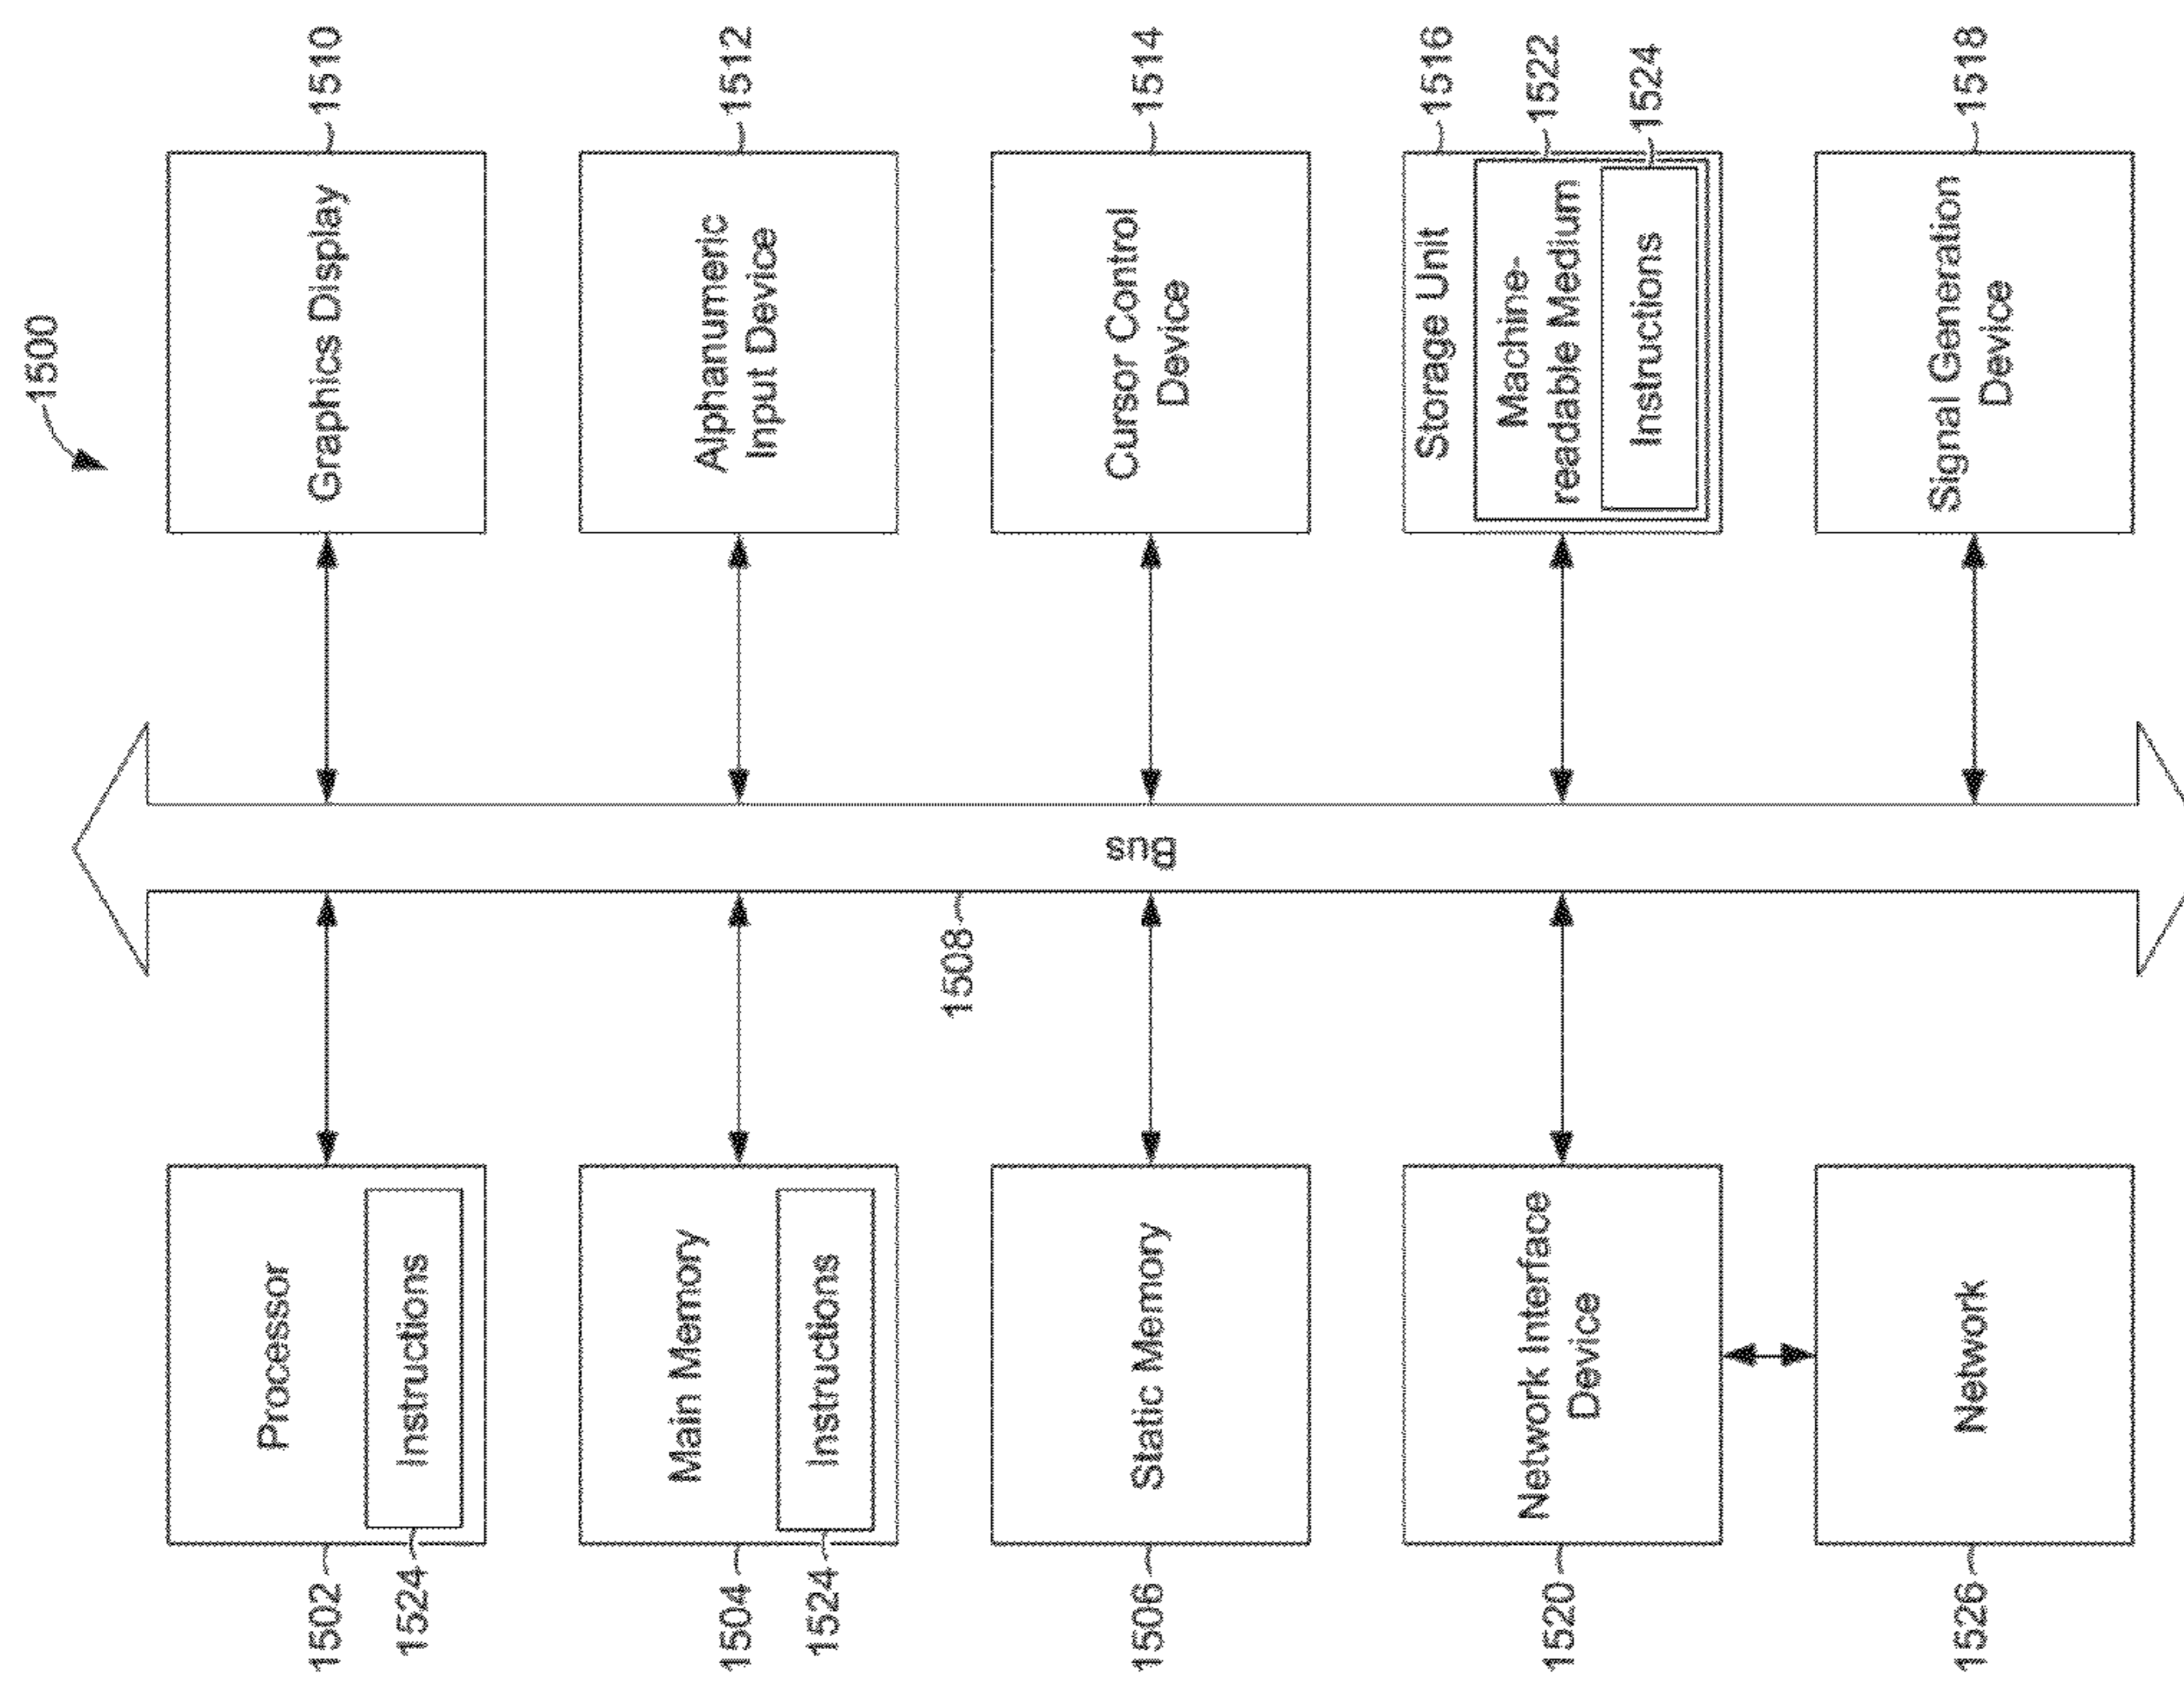 1500
Processor
Instructions
1502
1524
Main Memory
Instructions
1504
1524
Static Memory
1506
Network Interface
Device
1520
Network
1526
Bus
1508
Graphics Display
1510
Alphanumeric
Input Device
1512
Cursor Control
Device
1514
Storage Unit
1516
Machine-
readable Medium
1522
Instructions
1524
Signal Generation
Device
1518